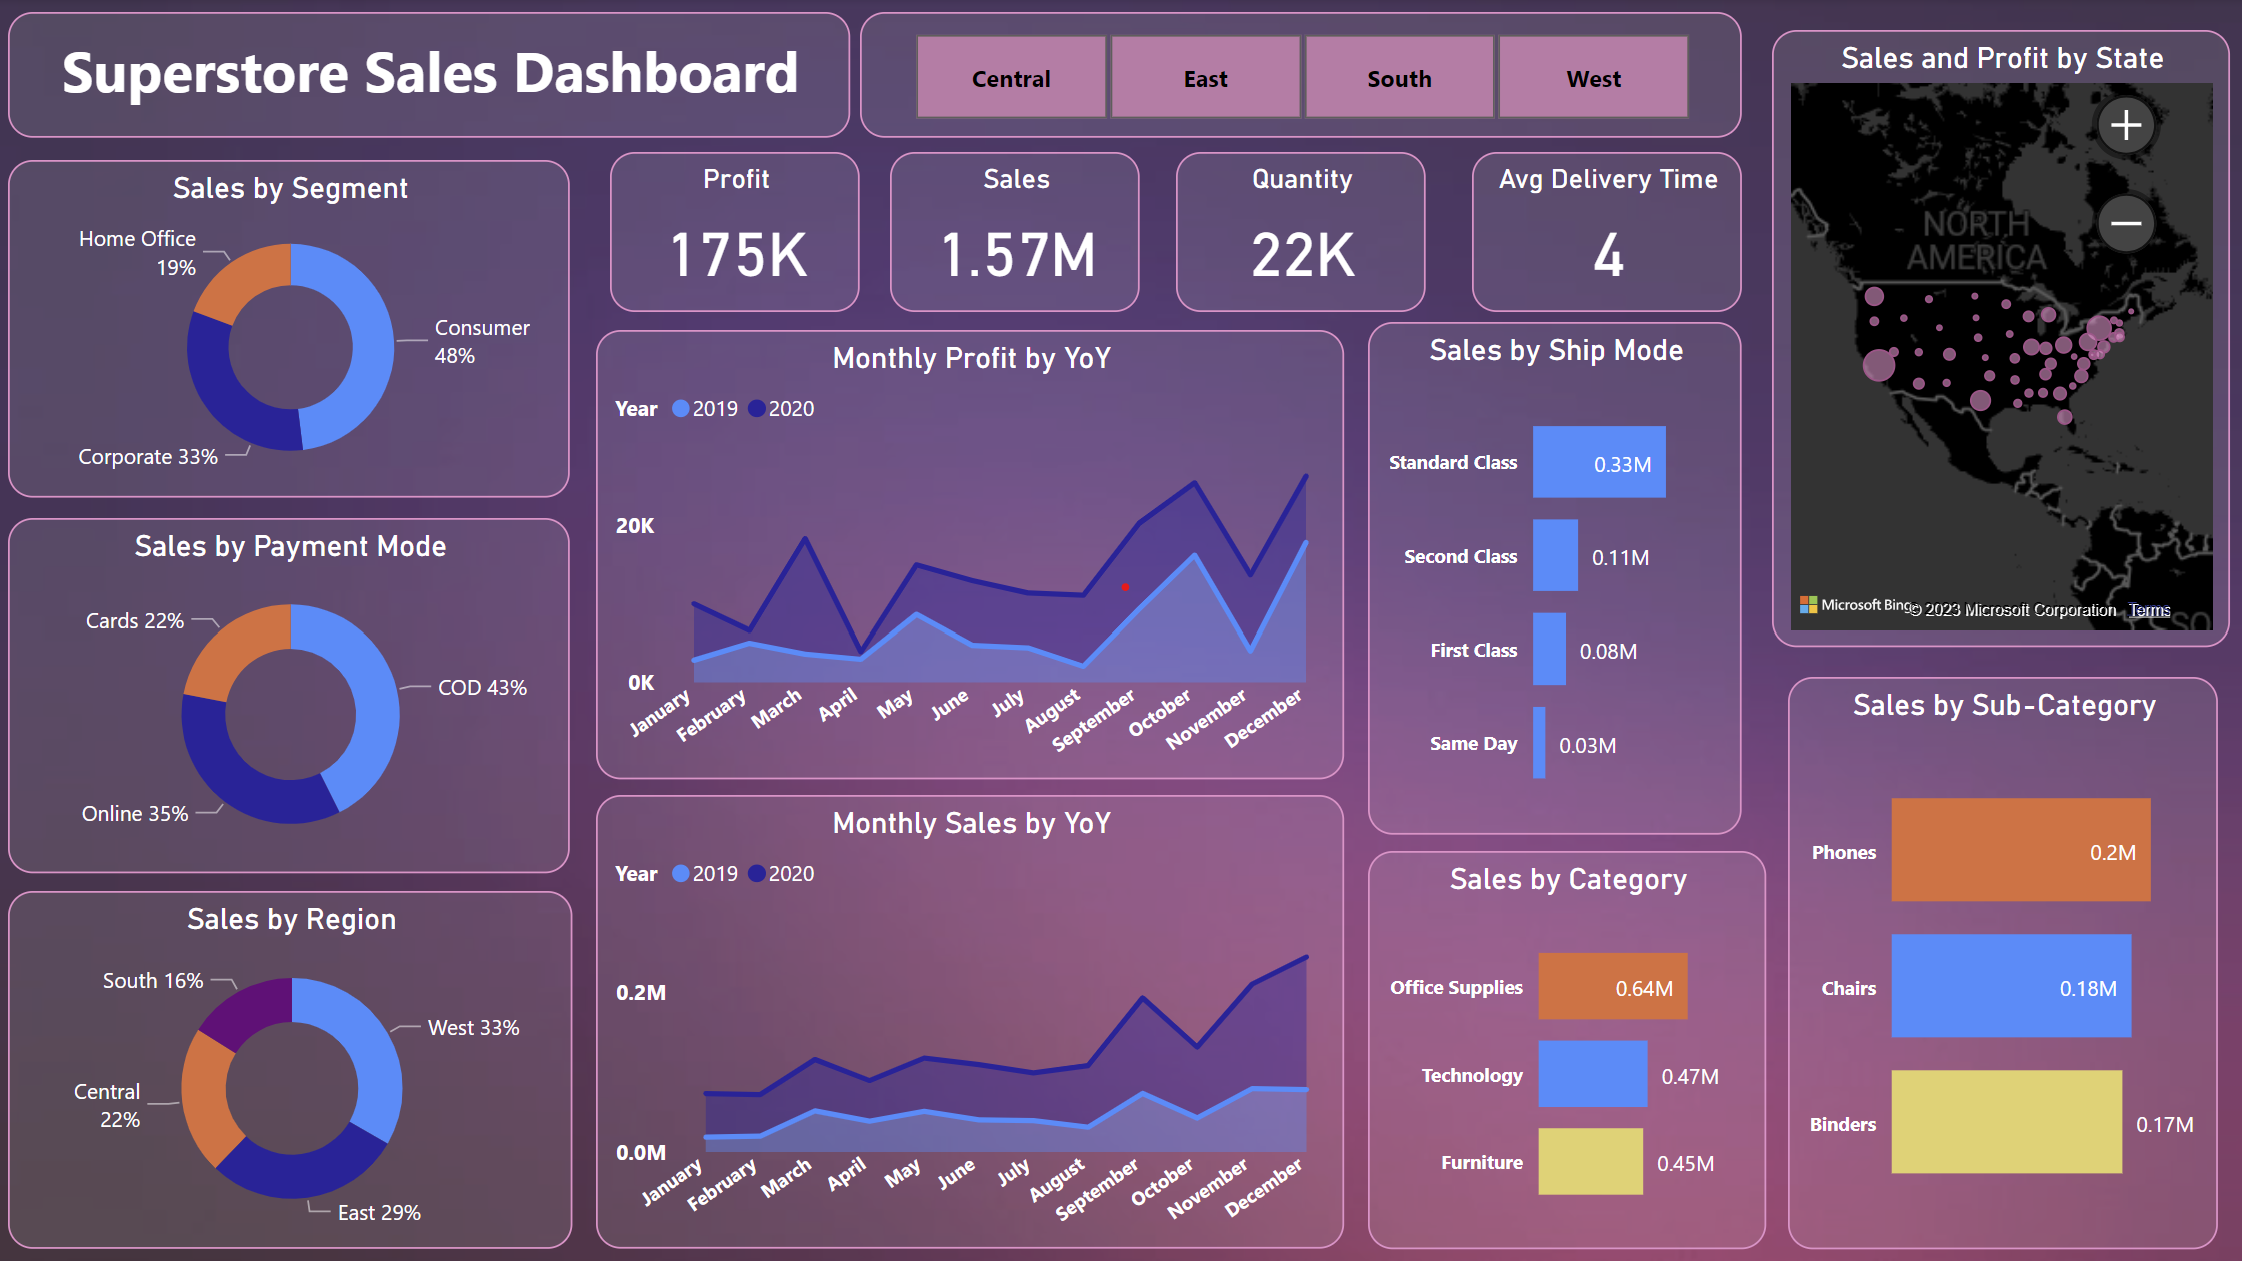 Superstore Sales Dashboard
Central
East
South
West
Sales and Profit by State
NORTH
AMERICA
Microsoft Bing
© 2023 Microsoft Corporation
Terms
SO
Sales by Segment
Home Office
19%
Consumer
48%
Corporate 33%
Profit
175K
Sales
1.57M
Quantity
22K
Avg Delivery Time
4
Sales by Payment Mode
Cards 22%
COD 43%
Online 35%
Sales by Region
South 16%
West 33%
Central
22%
East 29%
Monthly Profit by YoY
Year 2019 2020
20K
0K
January
February
March
April
May
June
July
August
September
October
November
December
Monthly Sales by YoY
Year 2019 2020
0.2M
0.0M
January
February
March
April
May
June
July
August
September
October
November
December
Sales by Ship Mode
Standard Class 0.33M
Second Class 0.11M
First Class 0.08M
Same Day 0.03M
Sales by Category
Office Supplies 0.64M
Technology 0.47M
Furniture 0.45M
Sales by Sub-Category
Phones 0.2M
Chairs 0.18M
Binders 0.17M